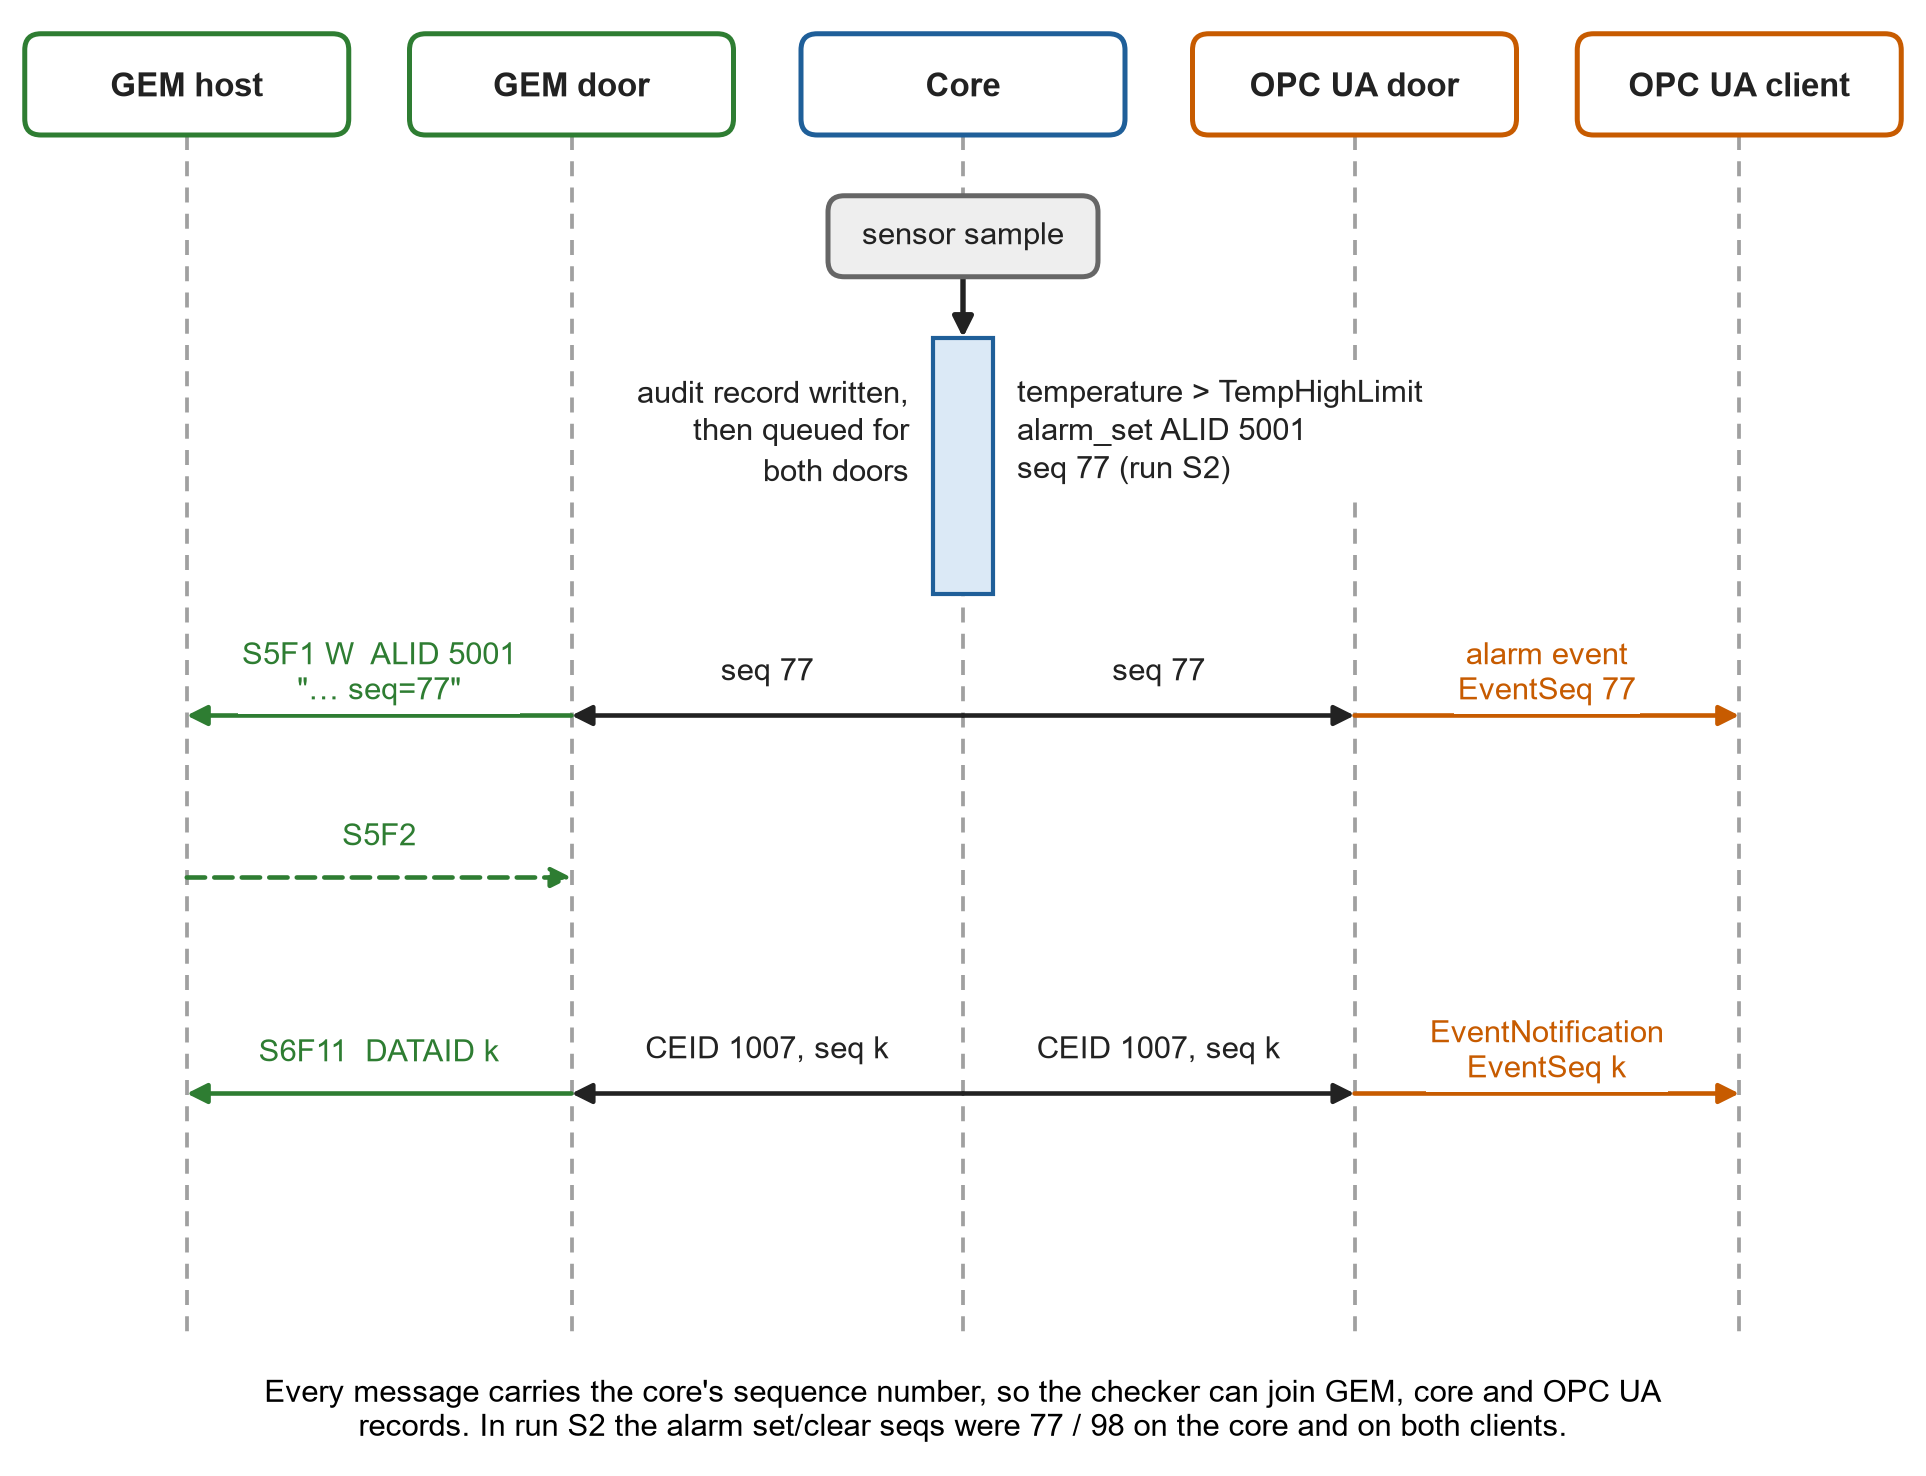 GEM host
GEM door
Core
OPC UA door
OPC UA client
sensor sample
audit record written,
then queued for
both doors
temperature > TempHighLimit
alarm_set ALID 5001
seq 77 (run S2)
S5F1 W  ALID 5001
"… seq=77"
seq 77
seq 77
alarm event
EventSeq 77
S5F2
S6F11  DATAID k
CEID 1007, seq k
CEID 1007, seq k
EventNotification
EventSeq k
Every message carries the core's sequence number, so the checker can join GEM, core and OPC UA
records. In run S2 the alarm set/clear seqs were 77 / 98 on the core and on both clients.